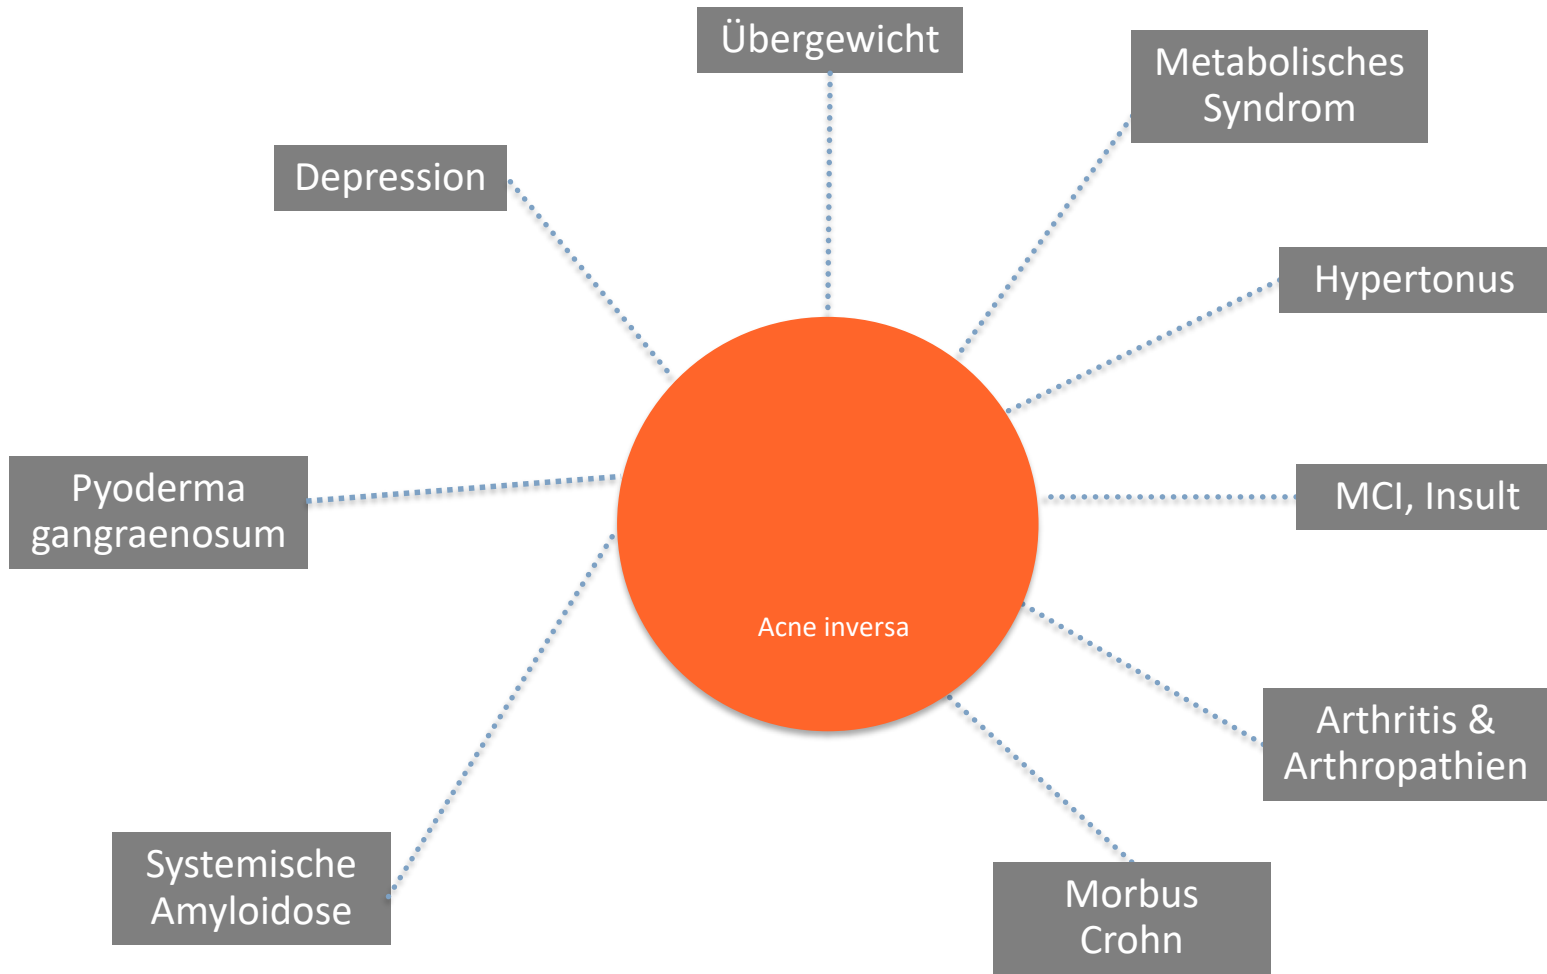 Übergewicht
Metabolisches
Syndrom
Depression
Hypertonus
Pyoderma
gangraenosum
MCI, Insult
Acne inversa
Arthritis &
Arthropathien
Systemische
Amyloidose
Morbus
Crohn